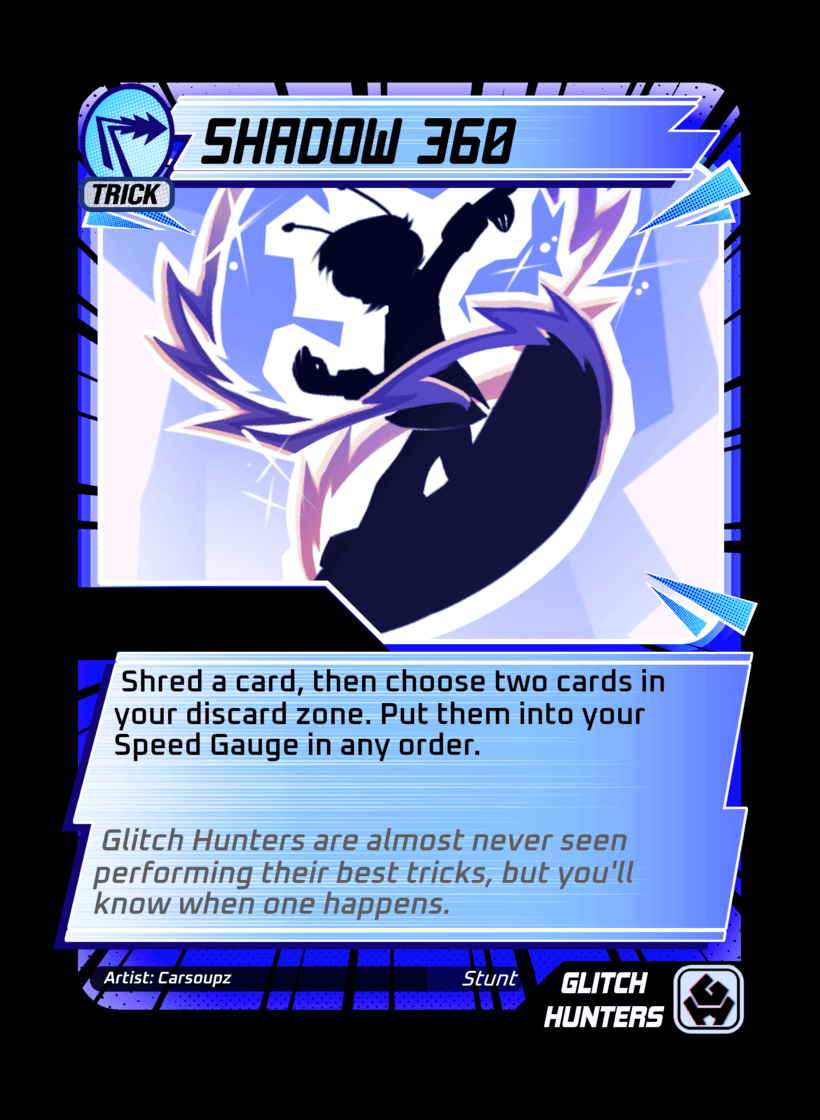 SHADOW 360
TRICK
Shred a card, then choose two cards in
your discard zone. Put them into your
Speed Gauge in any order.
Glitch Hunters are almost never seen
performing their best tricks, but you'll
know when one happens.
Artist: Carsoupz
Stunt
GLITCH
HUNTERS